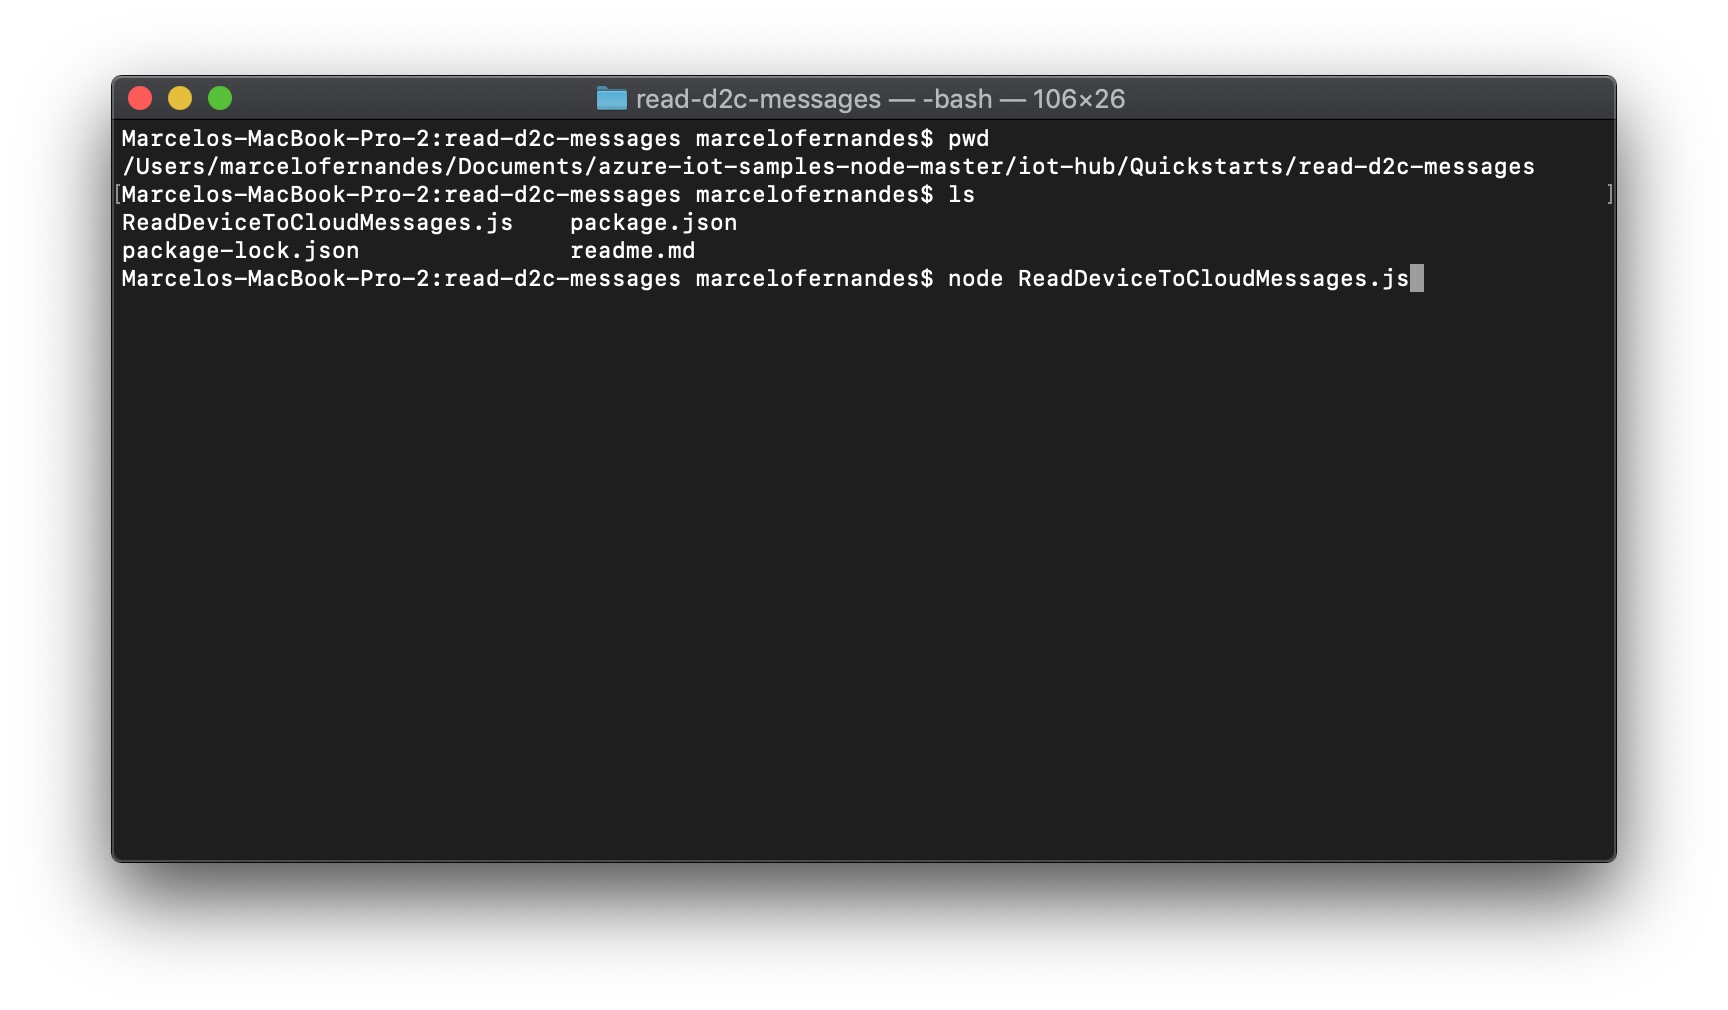 read-d2c-messages — -bash — 106×26
Marcelos-MacBook-Pro-2:read-d2c-messages marcelofernandes$ pwd
/Users/marcelofernandes/Documents/azure-iot-samples-node-master/iot-hub/Quickstarts/read-d2c-messages
[Marcelos-MacBook-Pro-2:read-d2c-messages marcelofernandes$ ls ]
ReadDeviceToCloudMessages.js    package.json
package-lock.json               readme.md
Marcelos-MacBook-Pro-2:read-d2c-messages marcelofernandes$ node ReadDeviceToCloudMessages.js